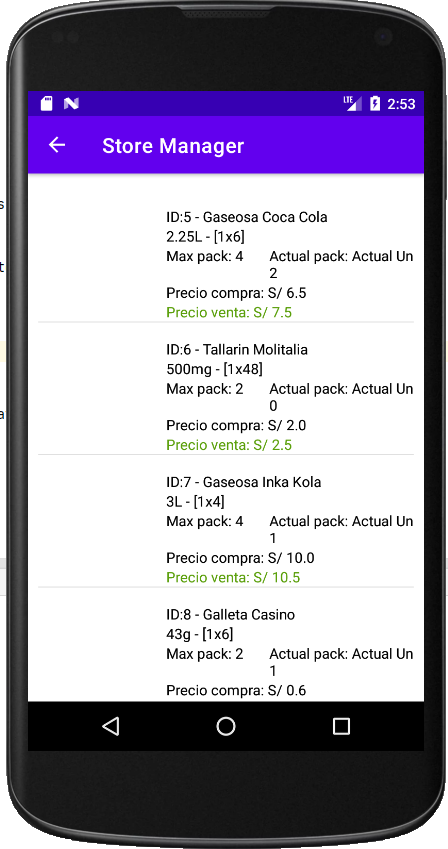 LTE 2:53
Store Manager
ID:5 - Gaseosa Coca Cola
2.25L - [1x6]
Max pack: 4 Actual pack: Actual Un
2
Precio compra: S/ 6.5
Precio venta: S/ 7.5
ID:6 - Tallarin Molitalia
500mg - [1x48]
Max pack: 2 Actual pack: Actual Un
0
Precio compra: S/ 2.0
Precio venta: S/ 2.5
ID:7 - Gaseosa Inka Kola
3L - [1x4]
Max pack: 4 Actual pack: Actual Un
1
Precio compra: S/ 10.0
Precio venta: S/ 10.5
ID:8 - Galleta Casino
43g - [1x6]
Max pack: 2 Actual pack: Actual Un
1
Precio compra: S/ 0.6
s
t
a